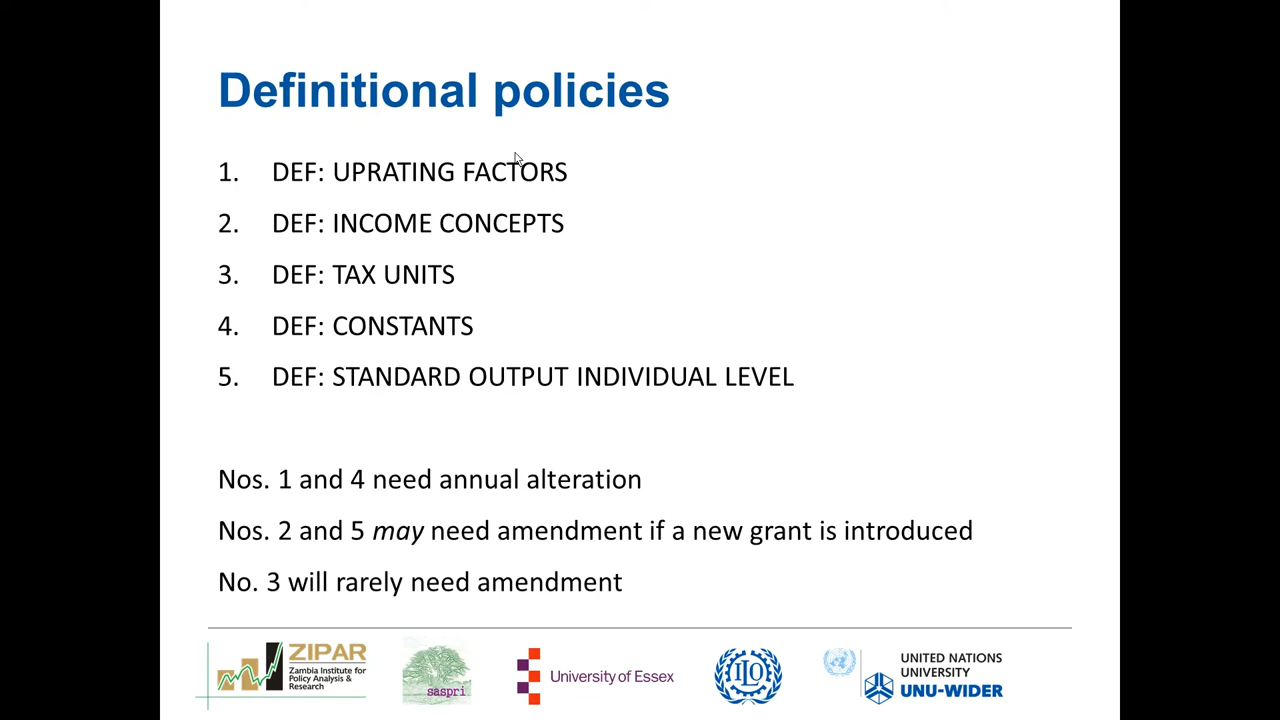 Definitional policies
1. DEF: UPRATING FACTORS
2. DEF: INCOME CONCEPTS
3. DEF: TAX UNITS
4. DEF: CONSTANTS
5. DEF: STANDARD OUTPUT INDIVIDUAL LEVEL
Nos. 1 and 4 need annual alteration
Nos. 2 and 5 may need amendment if a new grant is introduced
No. 3 will rarely need amendment
ZIPAR
Zambia Institute for
Policy Analysis &
Research
saspri
University of Essex
ILO
UNITED NATIONS
UNIVERSITY
UNU-WIDER